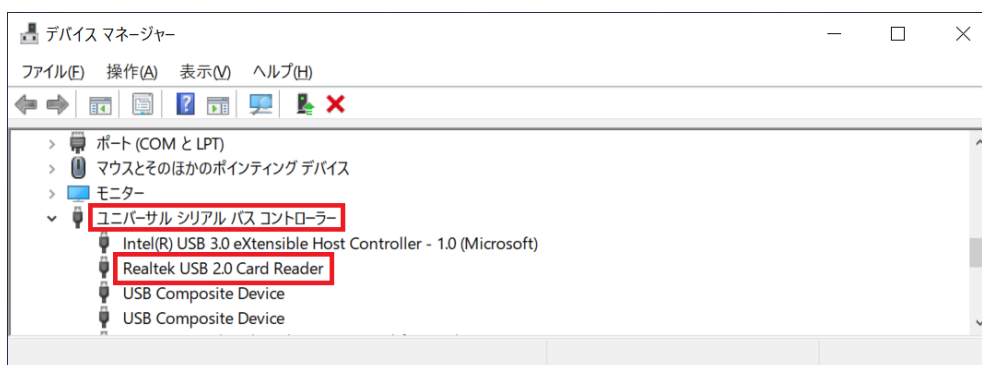 デバイス マネージャー
ファイル(F) 操作(A) 表示(V) ヘルプ(H)
ポート (COM と LPT)
マウスとそのほかのポインティング デバイス
モニター
ユニバーサル シリアル バス コントローラー
Intel(R) USB 3.0 eXtensible Host Controller - 1.0 (Microsoft)
Realtek USB 2.0 Card Reader
USB Composite Device
USB Composite Device